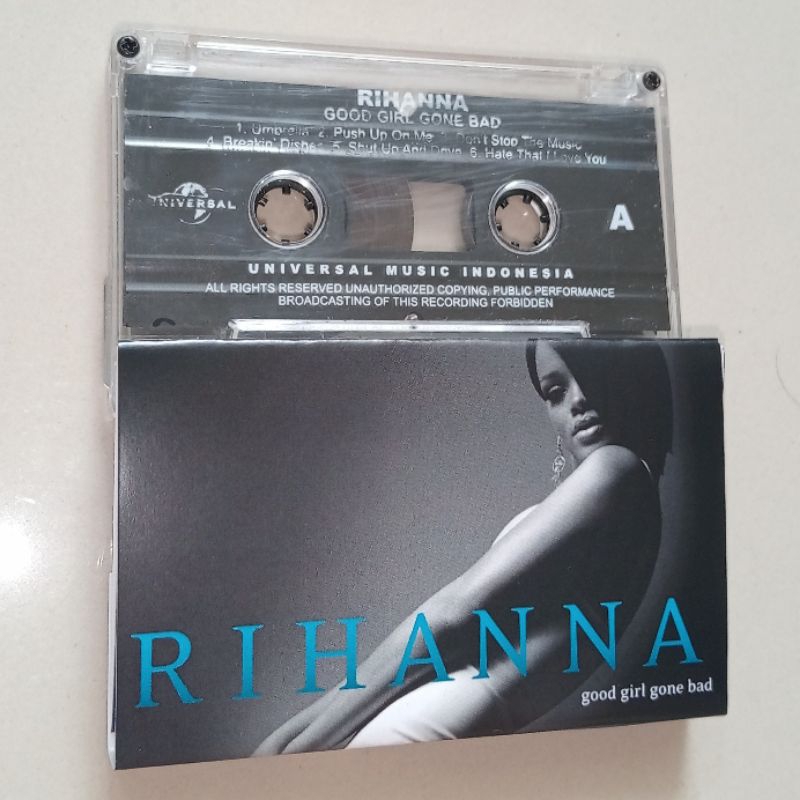 RIHANNA
GOOD GIRL GONE BAD
1. Umbrella 2. Push Up On Me 3. Don't Stop The Music
4. Breakin' Dishes 5. Shut Up And Drive 6. Hate That I Love You
UNIVERSAL
A
UNIVERSAL MUSIC INDONESIA
ALL RIGHTS RESERVED UNAUTHORIZED COPYING, PUBLIC PERFORMANCE
BROADCASTING OF THIS RECORDING FORBIDDEN
RIHANNA
good girl gone bad